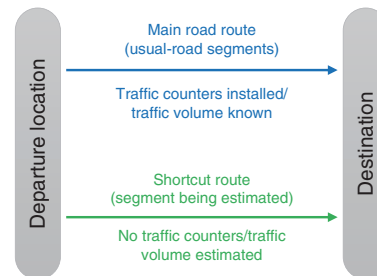 Departure location
Main road route
(usual-road segments)
Traffic counters installed/
traffic volume known
Shortcut route
(segment being estimated)
No traffic counters/traffic
volume estimated
Destination